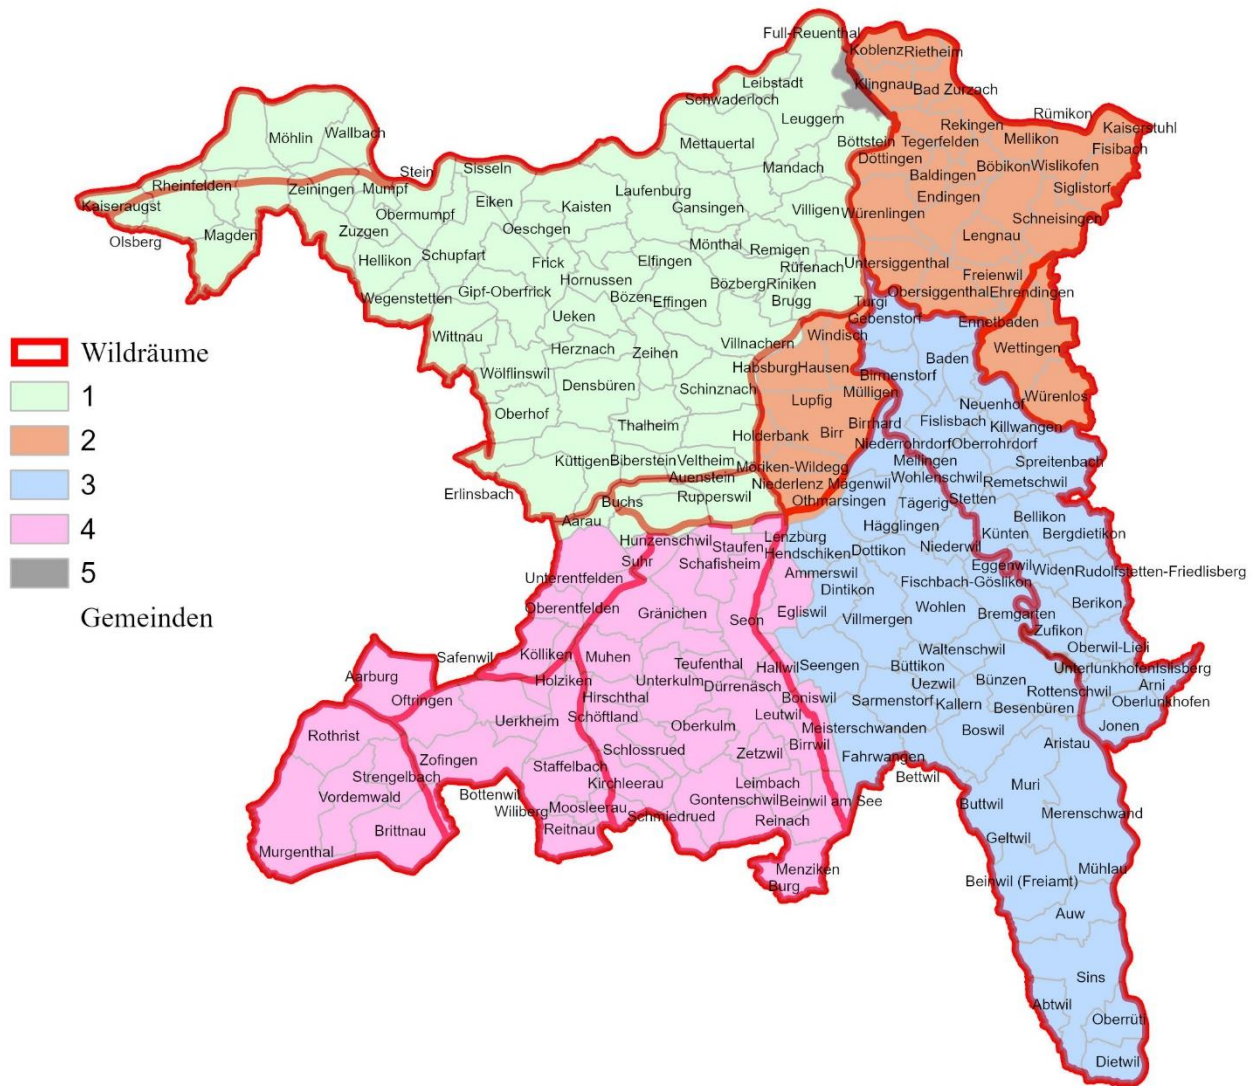 Full-Reuenthal
Koblenz
Rietheim
Leibstadt
Klingnau
Bad Zurzach
Schwaderloch
Rümikon
Leuggern
Rekingen
Kaiserstuhl
Möhlin
Wallbach
Mettauertal
Böttstein
Tegerfelden
Mellikon
Fisibach
Döttingen
Böbikon
Wislikofen
Stein
Sisseln
Mandach
Baldingen
Siglistorf
Rheinfelden
Zeiningen
Mumpf
Laufenburg
Endingen
Kaiseraugst
Eiken
Kaisten
Gansingen
Villigen
Würenlingen
Schneisingen
Obermumpf
Oeschgen
Olsberg
Magden
Zuzgen
Mönthal
Remigen
Lengnau
Hellikon
Schupfart
Frick
Elfingen
Rüfenach
Untersiggenthal
Freienwil
Hornussen
Bözberg
Riniken
Wegenstetten
Gipf-Oberfrick
Bözen
Effingen
Brugg
Turgi
Obersiggenthal
Ehrendingen
Ueken
Gebenstorf
Ennetbaden
Wittnau
Villnachern
Windisch
Wildräume
Herznach
Zeihen
Baden
Wettingen
Wölflinswil
Habsburg
Hausen
Birmenstorf
1
Densbüren
Schinznach
Mülligen
Würenlos
2
Oberhof
Lupfig
Neuenhof
Thalheim
Birrhard
Fislisbach
Killwangen
3
Holderbank
Birr
Niederrohrdorf
Oberrohrdorf
Küttigen
Biberstein
Veltheim
Möriken-Wildegg
Mellingen
Spreitenbach
4
Auenstein
Niederlenz
Mägenwil
Wohlenschwil
Remetschwil
Erlinsbach
Buchs
Rupperswil
Othmarsingen
Tägerig
Stetten
5
Aarau
Hägglingen
Bellikon
Hunzenschwil
Staufen
Lenzburg
Künten
Bergdietikon
Gemeinden
Suhr
Schafisheim
Hendschiken
Dottikon
Niederwil
Unterentfelden
Ammerswil
Eggenwil
Widen
Rudolfstetten-Friedlisberg
Dintikon
Fischbach-Göslikon
Oberentfelden
Gränichen
Egliswil
Wohlen
Bremgarten
Berikon
Seon
Villmergen
Zufikon
Safenwil
Kölliken
Muhen
Waltenschwil
Oberwil-Lieli
Aarburg
Teufenthal
Hallwil
Seengen
Büttikon
Unterlunkhofen
Islisberg
Holziken
Unterkulm
Dürrenäsch
Uezwil
Bünzen
Arni
Oftringen
Hirschthal
Boniswil
Sarmenstorf
Kallern
Rottenschwil
Oberlunkhofen
Uerkheim
Schöftland
Oberkulm
Leutwil
Meisterschwanden
Besenbüren
Jonen
Rothrist
Schlossrued
Zetzwil
Birrwil
Boswil
Aristau
Zofingen
Staffelbach
Fahrwangen
Strengelbach
Kirchleerau
Leimbach
Bettwil
Muri
Vordemwald
Bottenwil
Wiliberg
Moosleerau
Gontenschwil
Beinwil am See
Buttwil
Merenschwand
Brittnau
Reitnau
Schmiedrued
Reinach
Geltwil
Murgenthal
Menziken
Mühlau
Burg
Beinwil (Freiamt)
Auw
Sins
Abtwil
Oberrüti
Dietwil